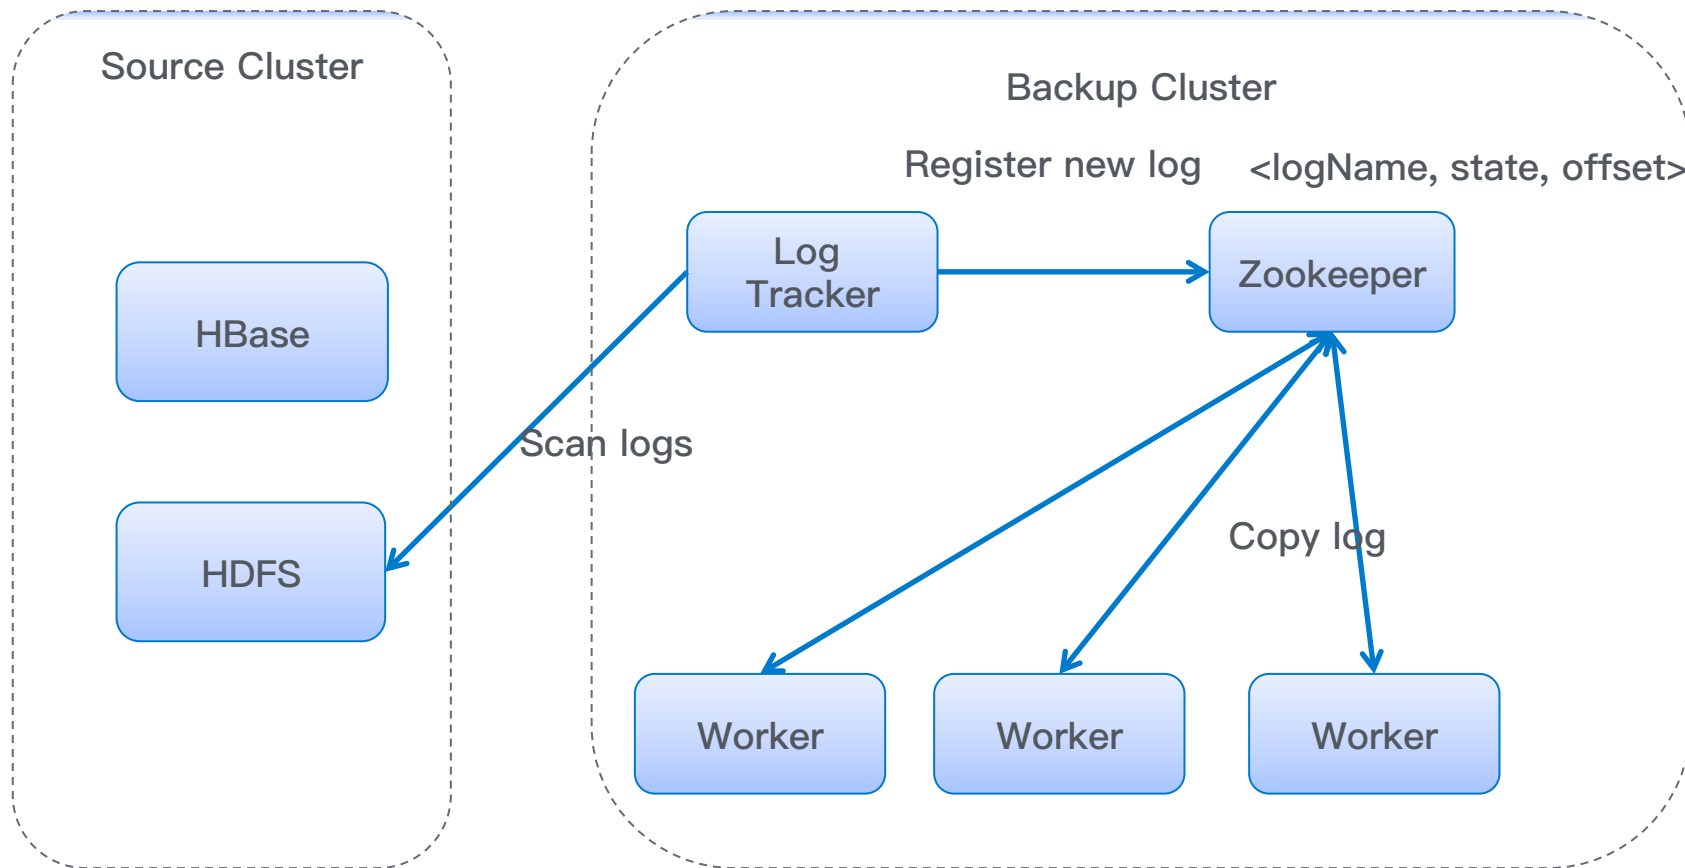 Source Cluster
Backup Cluster
Register new log
<logName, state, offset>
Log
Tracker
Zookeeper
HBase
Scan logs
HDFS
Copy log
Worker
Worker
Worker